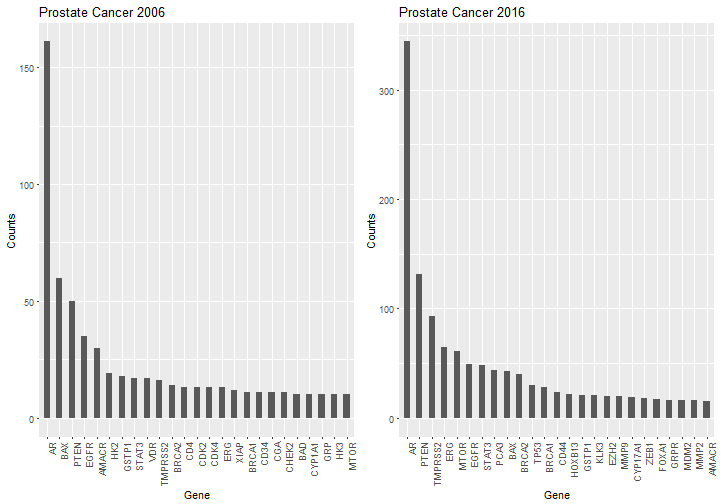 Prostate Cancer 2006
150
100
50
0
Counts
AR
BAX
PTEN
EGFR
AMACR
HK2
GSTP1
STAT3
VDR
TMPRSS2
BRCA2
CD4
CDK2
CDK4
ERG
XIAP
BRCA1
CD34
CGA
CHEK2
BAD
CYP1A1
GRP
HK3
MTOR
Gene
Prostate Cancer 2016
300
200
100
0
Counts
AR
PTEN
TMPRSS2
ERG
MTOR
EGFR
STAT3
PCA3
BAX
BRCA2
TP53
BRCA1
CD44
HOXB13
GSTP1
KLK3
EZH2
MMP9
CYP17A1
ZEB1
FOXA1
GRPR
MDM2
MMP2
AMACR
Gene